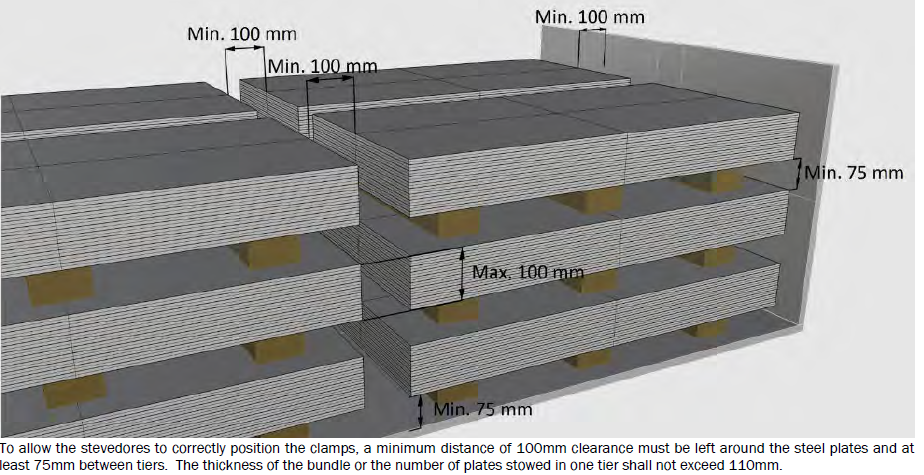 Min. 100 mm
Min. 100 mm
Min. 100 mm
Min. 75 mm
Max. 100 mm
Min. 75 mm
To allow the stevedores to correctly position the clamps, a minimum distance of 100mm clearance must be left around the steel plates and at
least 75mm between tiers. The thickness of the bundle or the number of plates stowed in one tier shall not exceed 110mm.